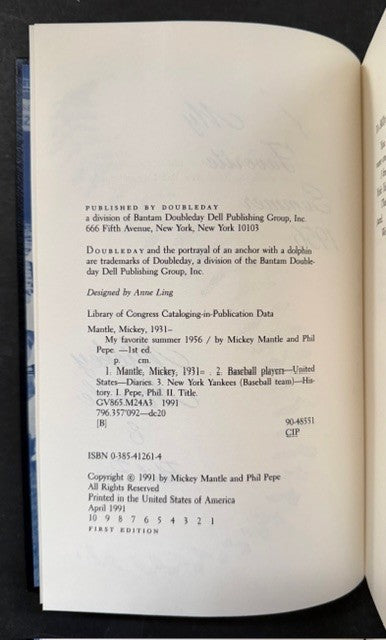 PUBLISHED BY DOUBLEDAY
a division of Bantam Doubleday Dell Publishing Group, Inc.
666 Fifth Avenue, New York, New York 10103
DOUBLEDAY and the portrayal of an anchor with a dolphin
are trademarks of Doubleday, a division of the Bantam Double-
day Dell Publishing Group, Inc.
Designed by Anne Ling
Library of Congress Cataloging-in-Publication Data
Mantle, Mickey, 1931–
My favorite summer 1956 / by Mickey Mantle and Phil
Pepe. —1st ed.
p. cm.
1. Mantle, Mickey, 1931– . 2. Baseball players—United
States—Diaries. 3. New York Yankees (Baseball team)—His-
tory. I. Pepe, Phil. II. Title.
GV865.M24A3 1991
796.357′092—dc20
[B] 90-48551
CIP
ISBN 0-385-41261-4
Copyright © 1991 by Mickey Mantle and Phil Pepe
All Rights Reserved
Printed in the United States of America
April 1991
10 9 8 7 6 5 4 3 2 1
FIRST EDITION
My
Favorite
Summer